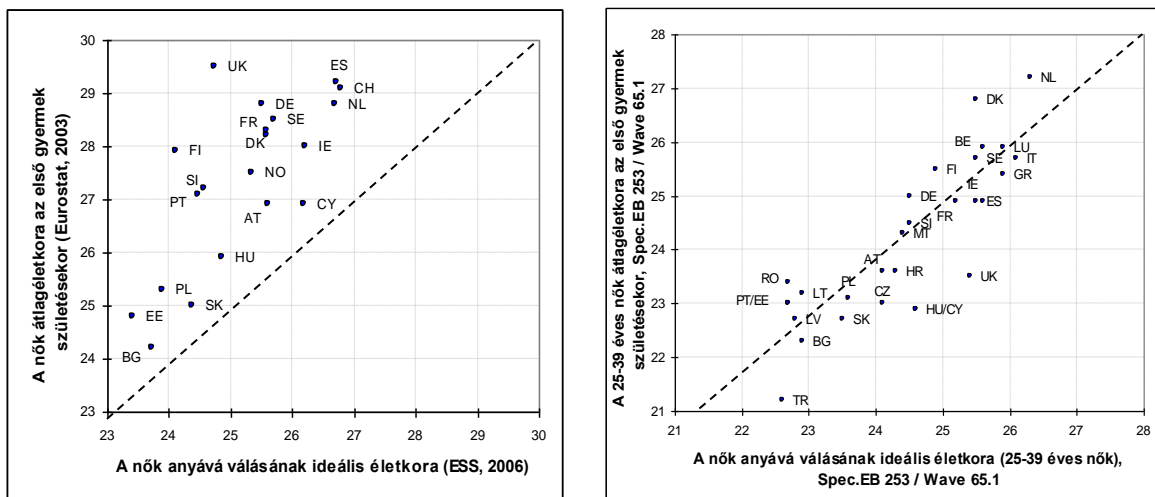 A nők átlagéletkora az első gyermek
születésekor (Eurostat, 2003)
30
29
28
27
26
25
24
23
UK
ES
CH
DE
NL
SE
FR
DK
IE
FI
NO
SI
PT
AT
CY
HU
PL
SK
EE
BG
23 24 25 26 27 28 29 30
A nők anyává válásának ideális életkora (ESS, 2006)
A 25-39 éves nők átlagéletkora az első gyermek
születésekor, Spec.EB 253 / Wave 65.1
28
27
26
25
24
23
22
21
NL
DK
BE
LU
SE
IT
FI
GR
IE
DE
ES
FR
SI
MT
AT
HR
UK
RO
PL
LT
CZ
PT/EE
HU/CY
LV
SK
BG
TR
21 22 23 24 25 26 27 28
A nők anyává válásának ideális életkora (25-39 éves nők),
Spec.EB 253 / Wave 65.1